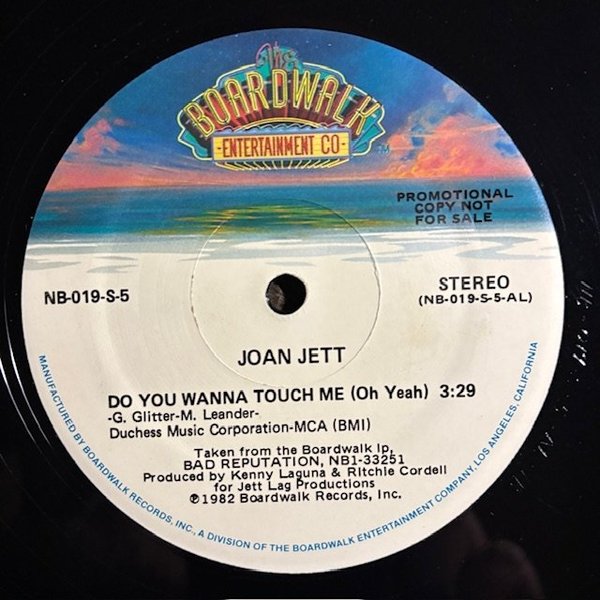 The
BOARDWALK
-ENTERTAINMENT CO-
TM
PROMOTIONAL
COPY NOT
FOR SALE
NB-019-S-5
STEREO
(NB-019-S-5-AL)
JOAN JETT
DO YOU WANNA TOUCH ME (Oh Yeah) 3:29
-G. Glitter-M. Leander-
Duchess Music Corporation-MCA (BMI)
Taken from the Boardwalk lp,
BAD REPUTATION, NB1-33251
Produced by Kenny Laguna & Ritchie Cordell
for Jett Lag Productions
℗1982 Boardwalk Records, Inc.
MANUFACTURED BY BOARDWALK RECORDS, INC., A DIVISION OF THE BOARDWALK ENTERTAINMENT COMPANY, LOS ANGELES, CALIFORNIA